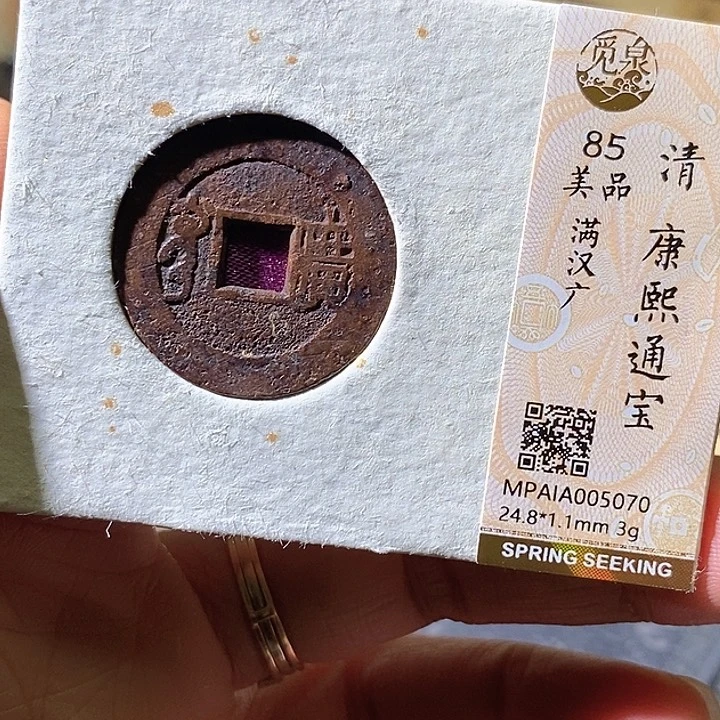 觅泉
清 康熙通宝
85
美品
满汉广
MPAIA005070
24.8*1.1mm 3g
SPRING SEEKING